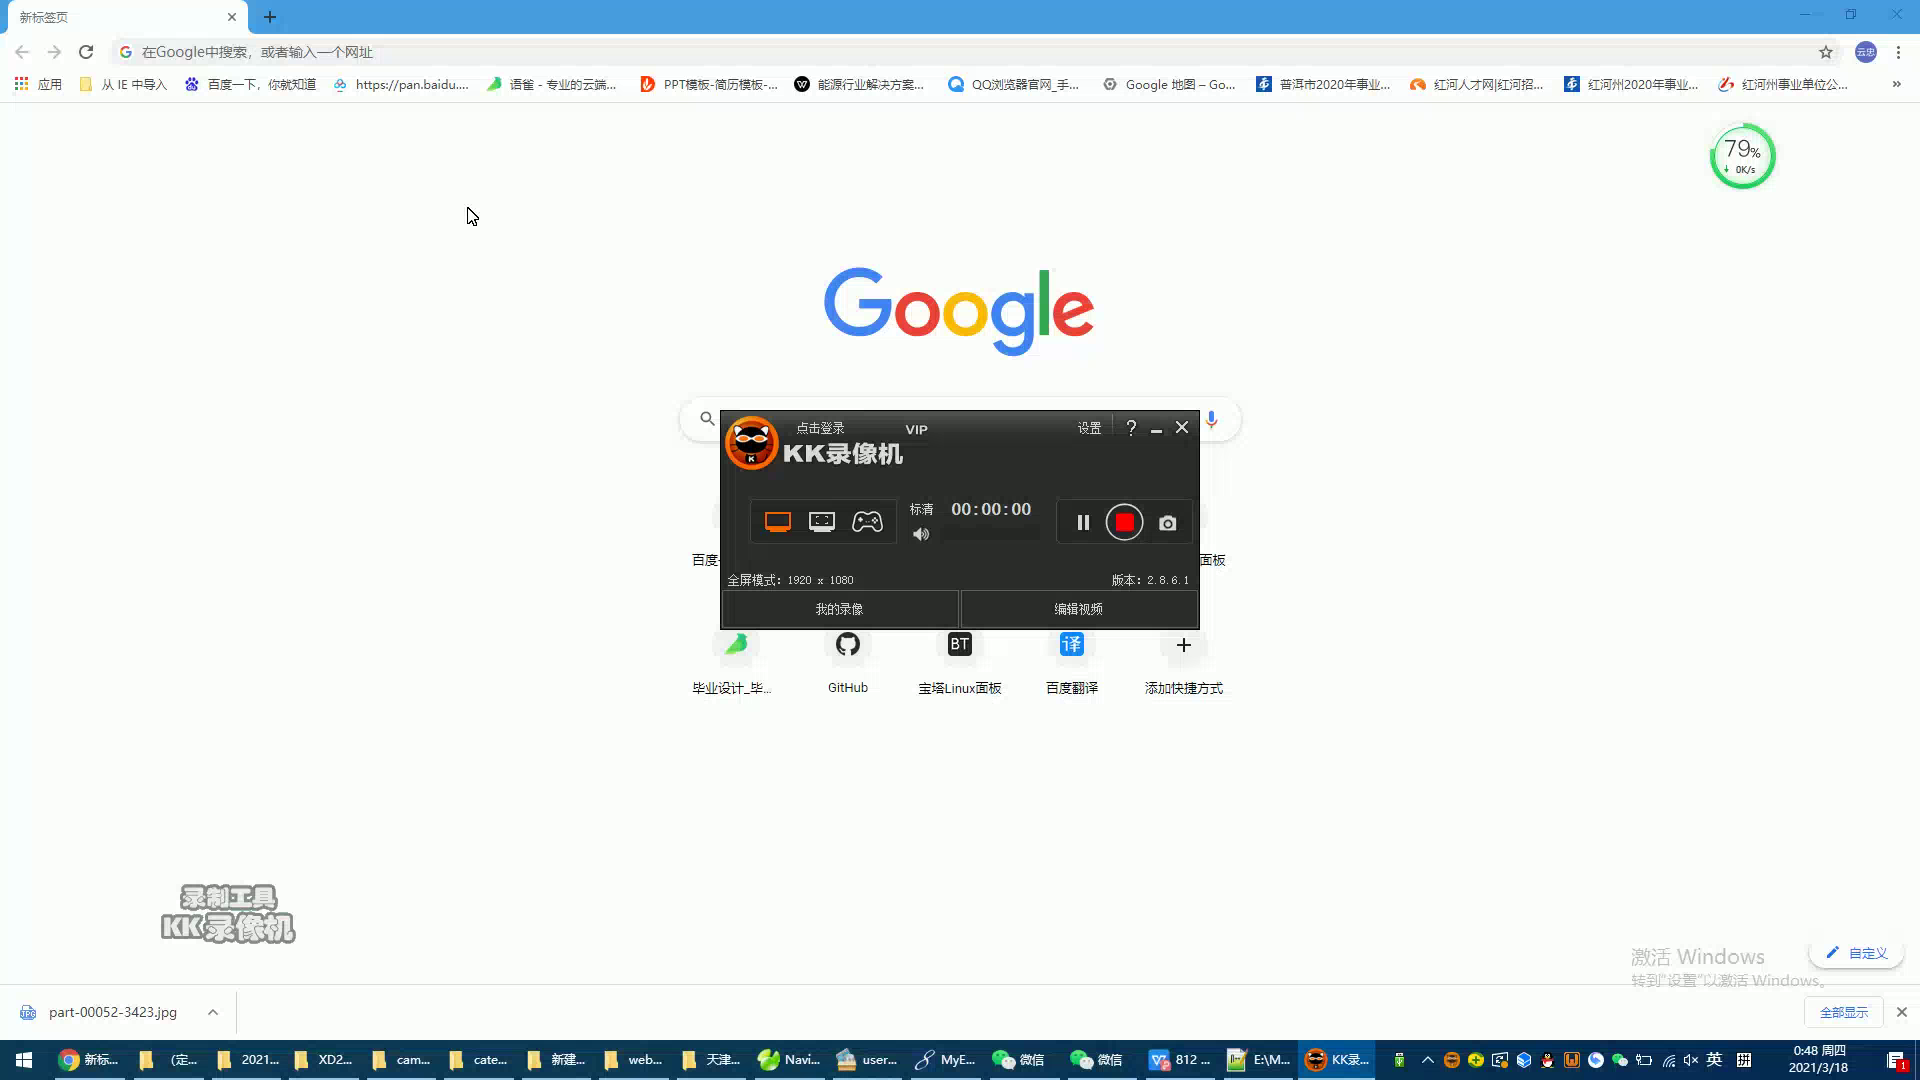 新标签页
在Google中搜索，或者输入一个网址
云忠
应用
从 IE 中导入
百度一下，你就知道
https://pan.baidu....
语雀 - 专业的云端...
PPT模板-简历模板-...
能源行业解决方案...
QQ浏览器官网_手...
Google 地图 – Go...
普洱市2020年事业...
红河人才网|红河招...
红河州2020年事业...
红河州事业单位公...
79%
0K/s
Google
点击登录
VIP
设置
KK录像机
标清
00:00:00
全屏模式: 1920 x 1080
版本: 2.8.6.1
我的录像
编辑视频
百度
面板
BT
译
毕业设计_毕...
GitHub
宝塔Linux面板
百度翻译
添加快捷方式
录制工具
KK录像机
激活 Windows
转到"设置"以激活 Windows。
自定义
part-00052-3423.jpg
全部显示
新标...
(定...
2021...
XD2...
cam...
cate...
新建...
web...
天津...
Navi...
user...
MyE...
微信
微信
812 ...
E:\M...
KK录...
英
拼
0:48 周四
2021/3/18
1